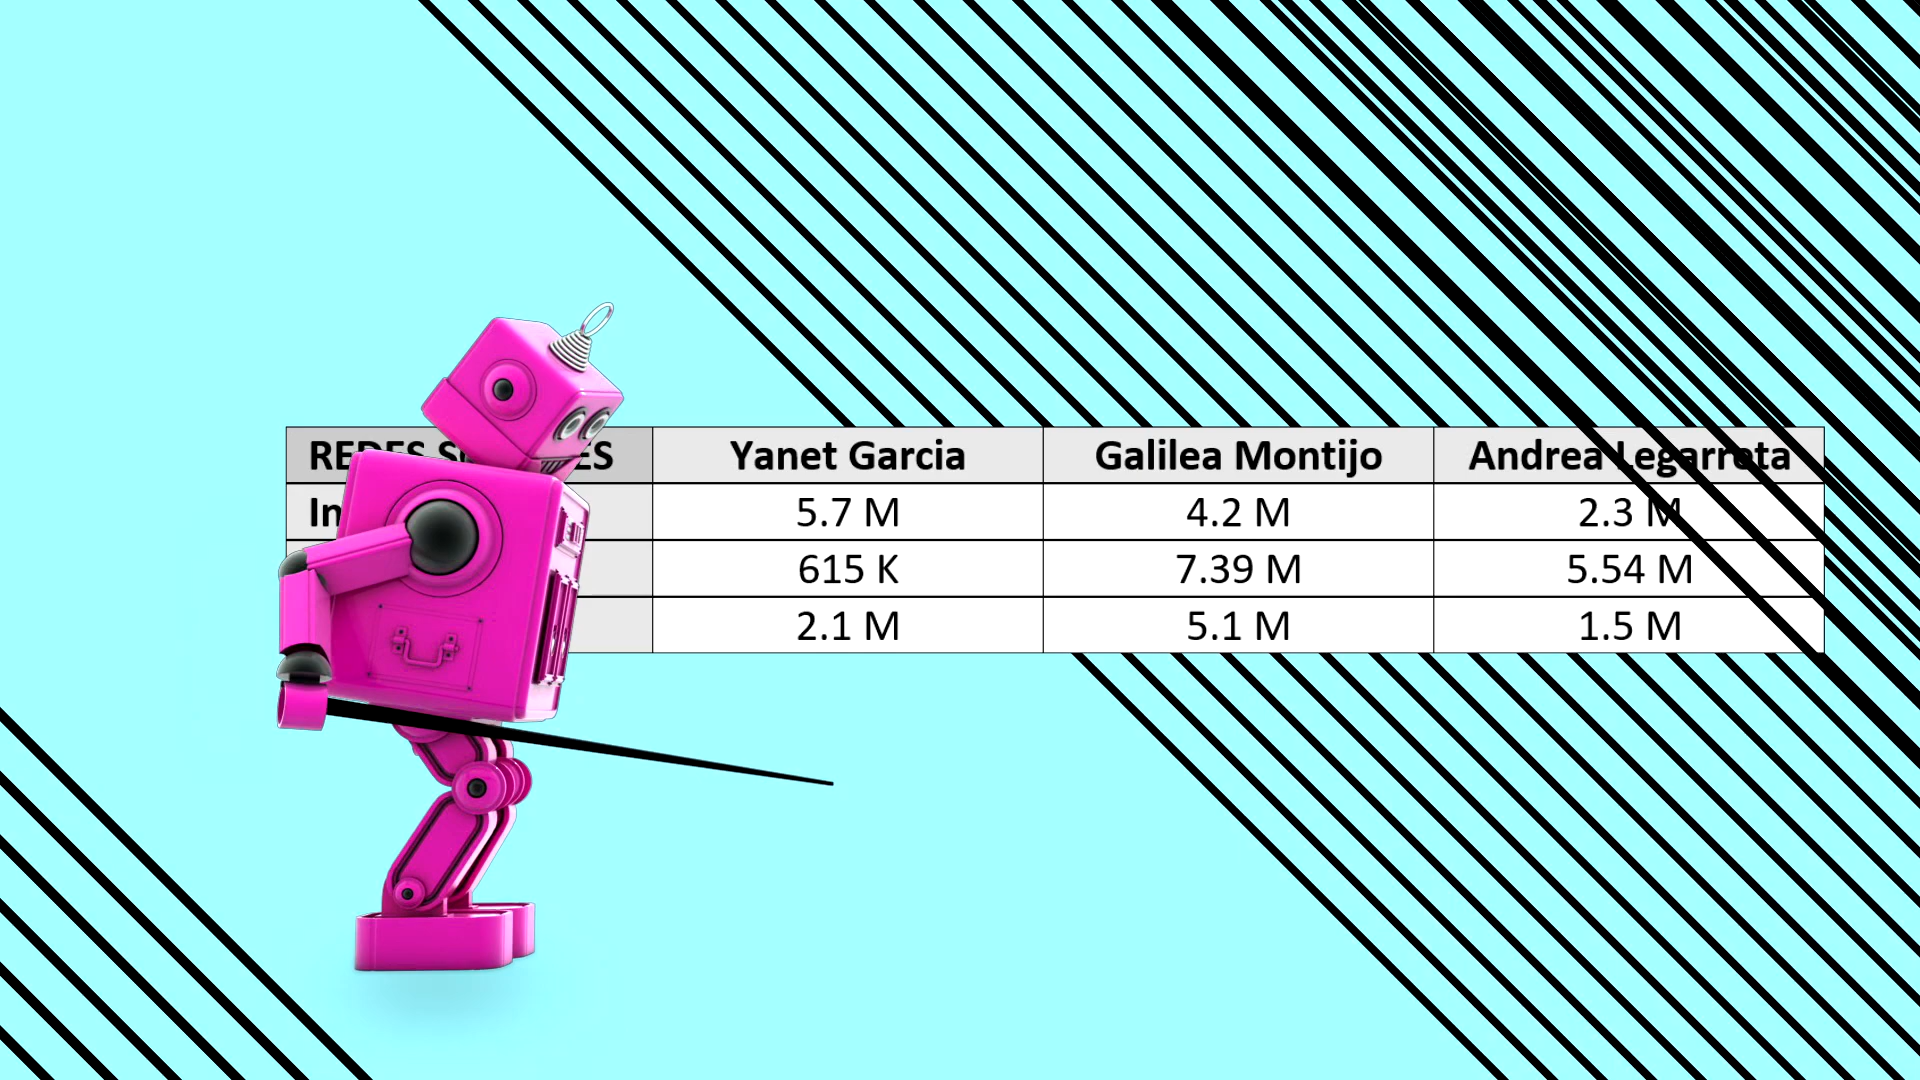 REDES Yanet Garcia Galilea Montijo Andrea Legarreta
5.7 M 4.2 M 2.3 M
615 K 7.39 M 5.54 M
2.1 M 5.1 M 1.5 M